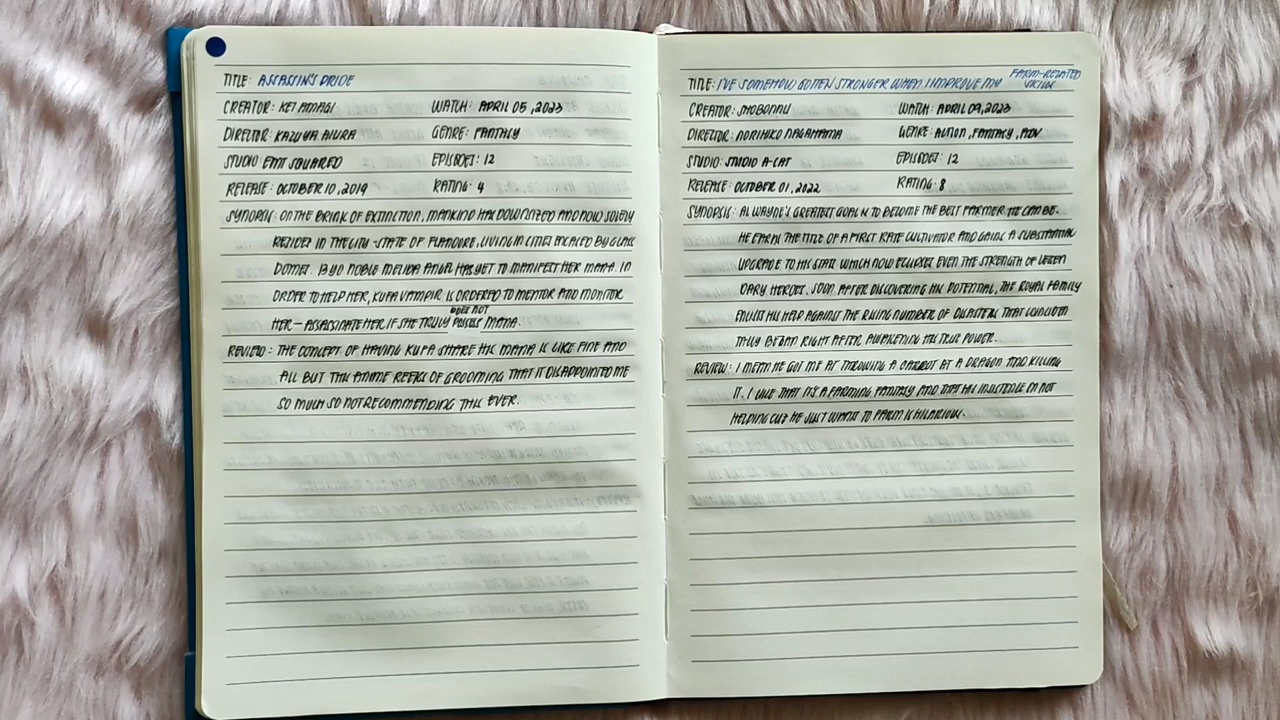 TITLE: ASSASSIN'S PRIDE
CREATOR: KEI AMAGI WATCH: APRIL 05, 2023
DIRECTOR: KAZUYA AIURA GENRE: FANTASY
STUDIO: EMT SQUARED EPISODES: 12
RELEASE: OCTOBER 10, 2019 RATING: 4
SYNOPSIS: ON THE BRINK OF EXTINCTION, MANKIND HAS DOWNSIZED AND NOW SOLELY
RESIDES IN THE CITY-STATE OF FLANDORE, LIVING IN CITIES ENCASED BY GLASS
DOMES. 13 YO NOBLE MELIDA ANGEL HAS YET TO MANIFEST HER MANA. IN
ORDER TO HELP HER, KUFA VAMPIR IS ORDERED TO MENTOR AND MONITOR
HER – ASSASSINATE HER IF SHE TRULY DOES NOT POSSESS MANA.
REVIEW: THE CONCEPT OF HAVING KUFA SHARE HIS MANA IS LIKE FINE AND
ALL BUT THIS ANIME REEKS OF GROOMING THAT IT DISAPPOINTED ME
SO MUCH SO NOT RECOMMENDING THIS EVER.
TITLE: I'VE SOMEHOW GOTTEN STRONGER WHEN I IMPROVE MY FARM-RELATED SKILLS
CREATOR: SHOBONNU WATCH: APRIL 09, 2023
DIRECTOR: NORIHIKO NAGAHAMA GENRE: ACTION, FANTASY, ADV
STUDIO: STUDIO A-CAT EPISODES: 12
RELEASE: OCTOBER 01, 2022 RATING: 8
SYNOPSIS: AL WAYNE'S GREATEST GOAL IS TO BECOME THE BEST FARMER HE CAN BE.
HE EARNS THE TITLE OF A FIRST RATE CULTIVATOR AND GAINS A SUBSTANTIAL
UPGRADE TO HIS STATS WHICH NOW ECLIPSES EVEN THE STRENGTH OF LEGEN
DARY HEROES. SOON AFTER DISCOVERING HIS POTENTIAL, THE ROYAL FAMILY
ENLISTS HIS HELP AGAINST THE RISING NUMBER OF DISASTERS THAT COINCIDEN
TALLY BEGAN RIGHT AFTER AWAKENING HIS TRUE POWER.
REVIEW: I MEAN HE GOT ME AT THROWING A CARROT AT A DRAGON AND KILLING
IT. I LIKE THAT IT'S A FARMING FANTASY AND THAT HIS INSISTENCE ON NOT
HELPING CUZ HE JUST WANTS TO FARM IS HILARIOUS.